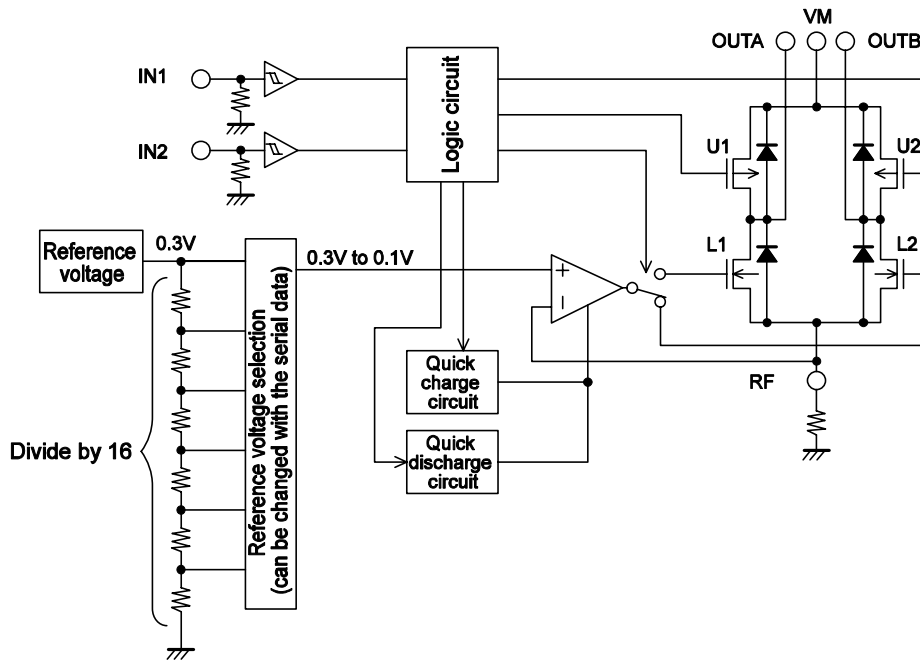 VM
OUTA
OUTB
IN1
IN2
Logic circuit
U1
U2
L1
L2
Reference
voltage
0.3V
0.3V to 0.1V
Reference voltage selection
(can be changed with the serial data)
Divide by 16
+
−
Quick
charge
circuit
Quick
discharge
circuit
RF